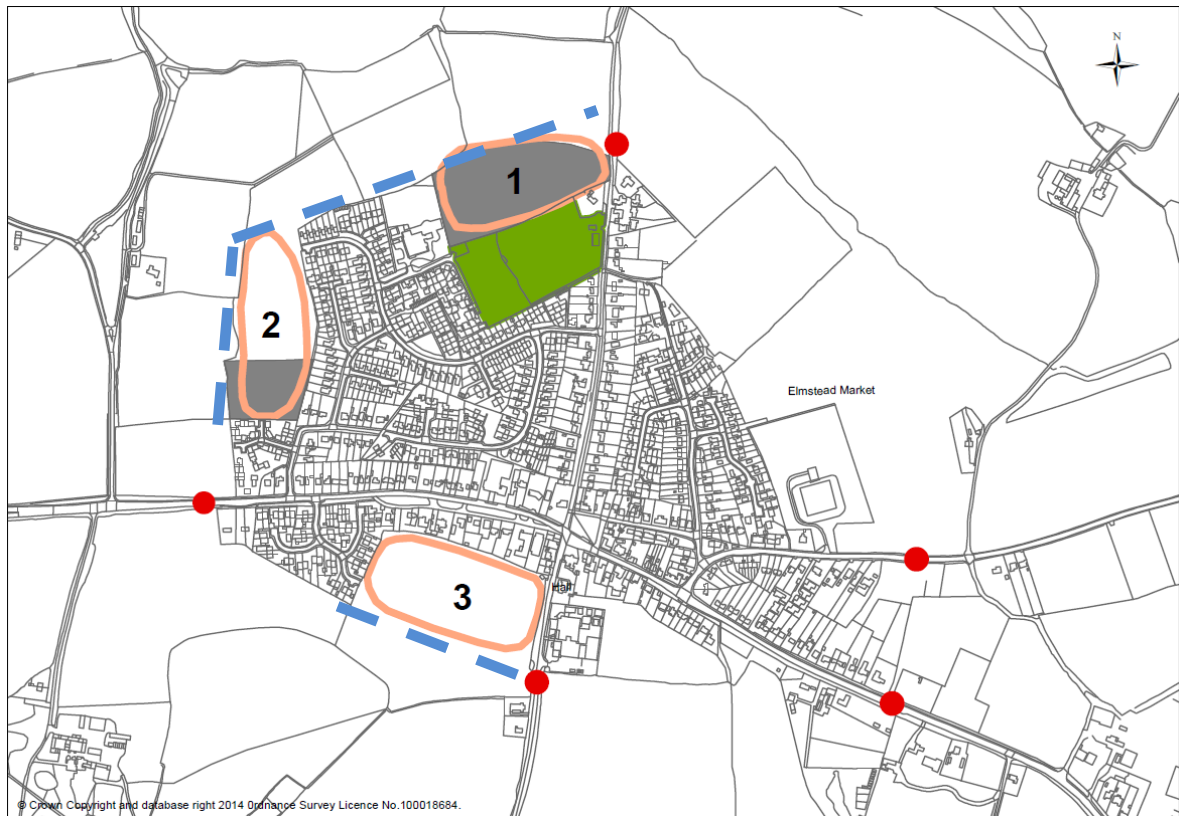 N
1
2
Elmstead Market
3
Hall
© Crown Copyright and database right 2014 Ordnance Survey Licence No.100018684.